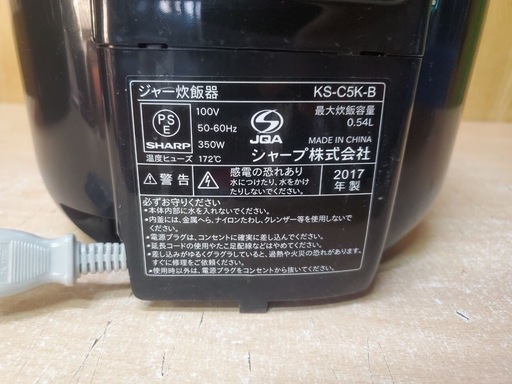 ジャー炊飯器 KS-C5K-B
PS
E
SHARP
100V
50-60Hz
350W
JQA
最大炊飯容量
0.54L
MADE IN CHINA
温度ヒューズ 172℃
シャープ株式会社
警告
感電の恐れあり
水につけたり、水をかけ
たりしないでください。
2017
年製
必ずお守りください
•本体内部に水を入れないでください。
•内釜には、金属へら、ナイロンたわし、クレンザー等を使用しないで
ください。
•電源プラグは、コンセントに確実に差し込んでください。
•延長コードの使用やたこ足配線などはやめてください。
•差し込みがゆるくグラグラしていると、過熱や火災の恐れがあります。
すぐに修理をご依頼ください。
•使用時以外は、電源プラグをコンセントから抜いてください。